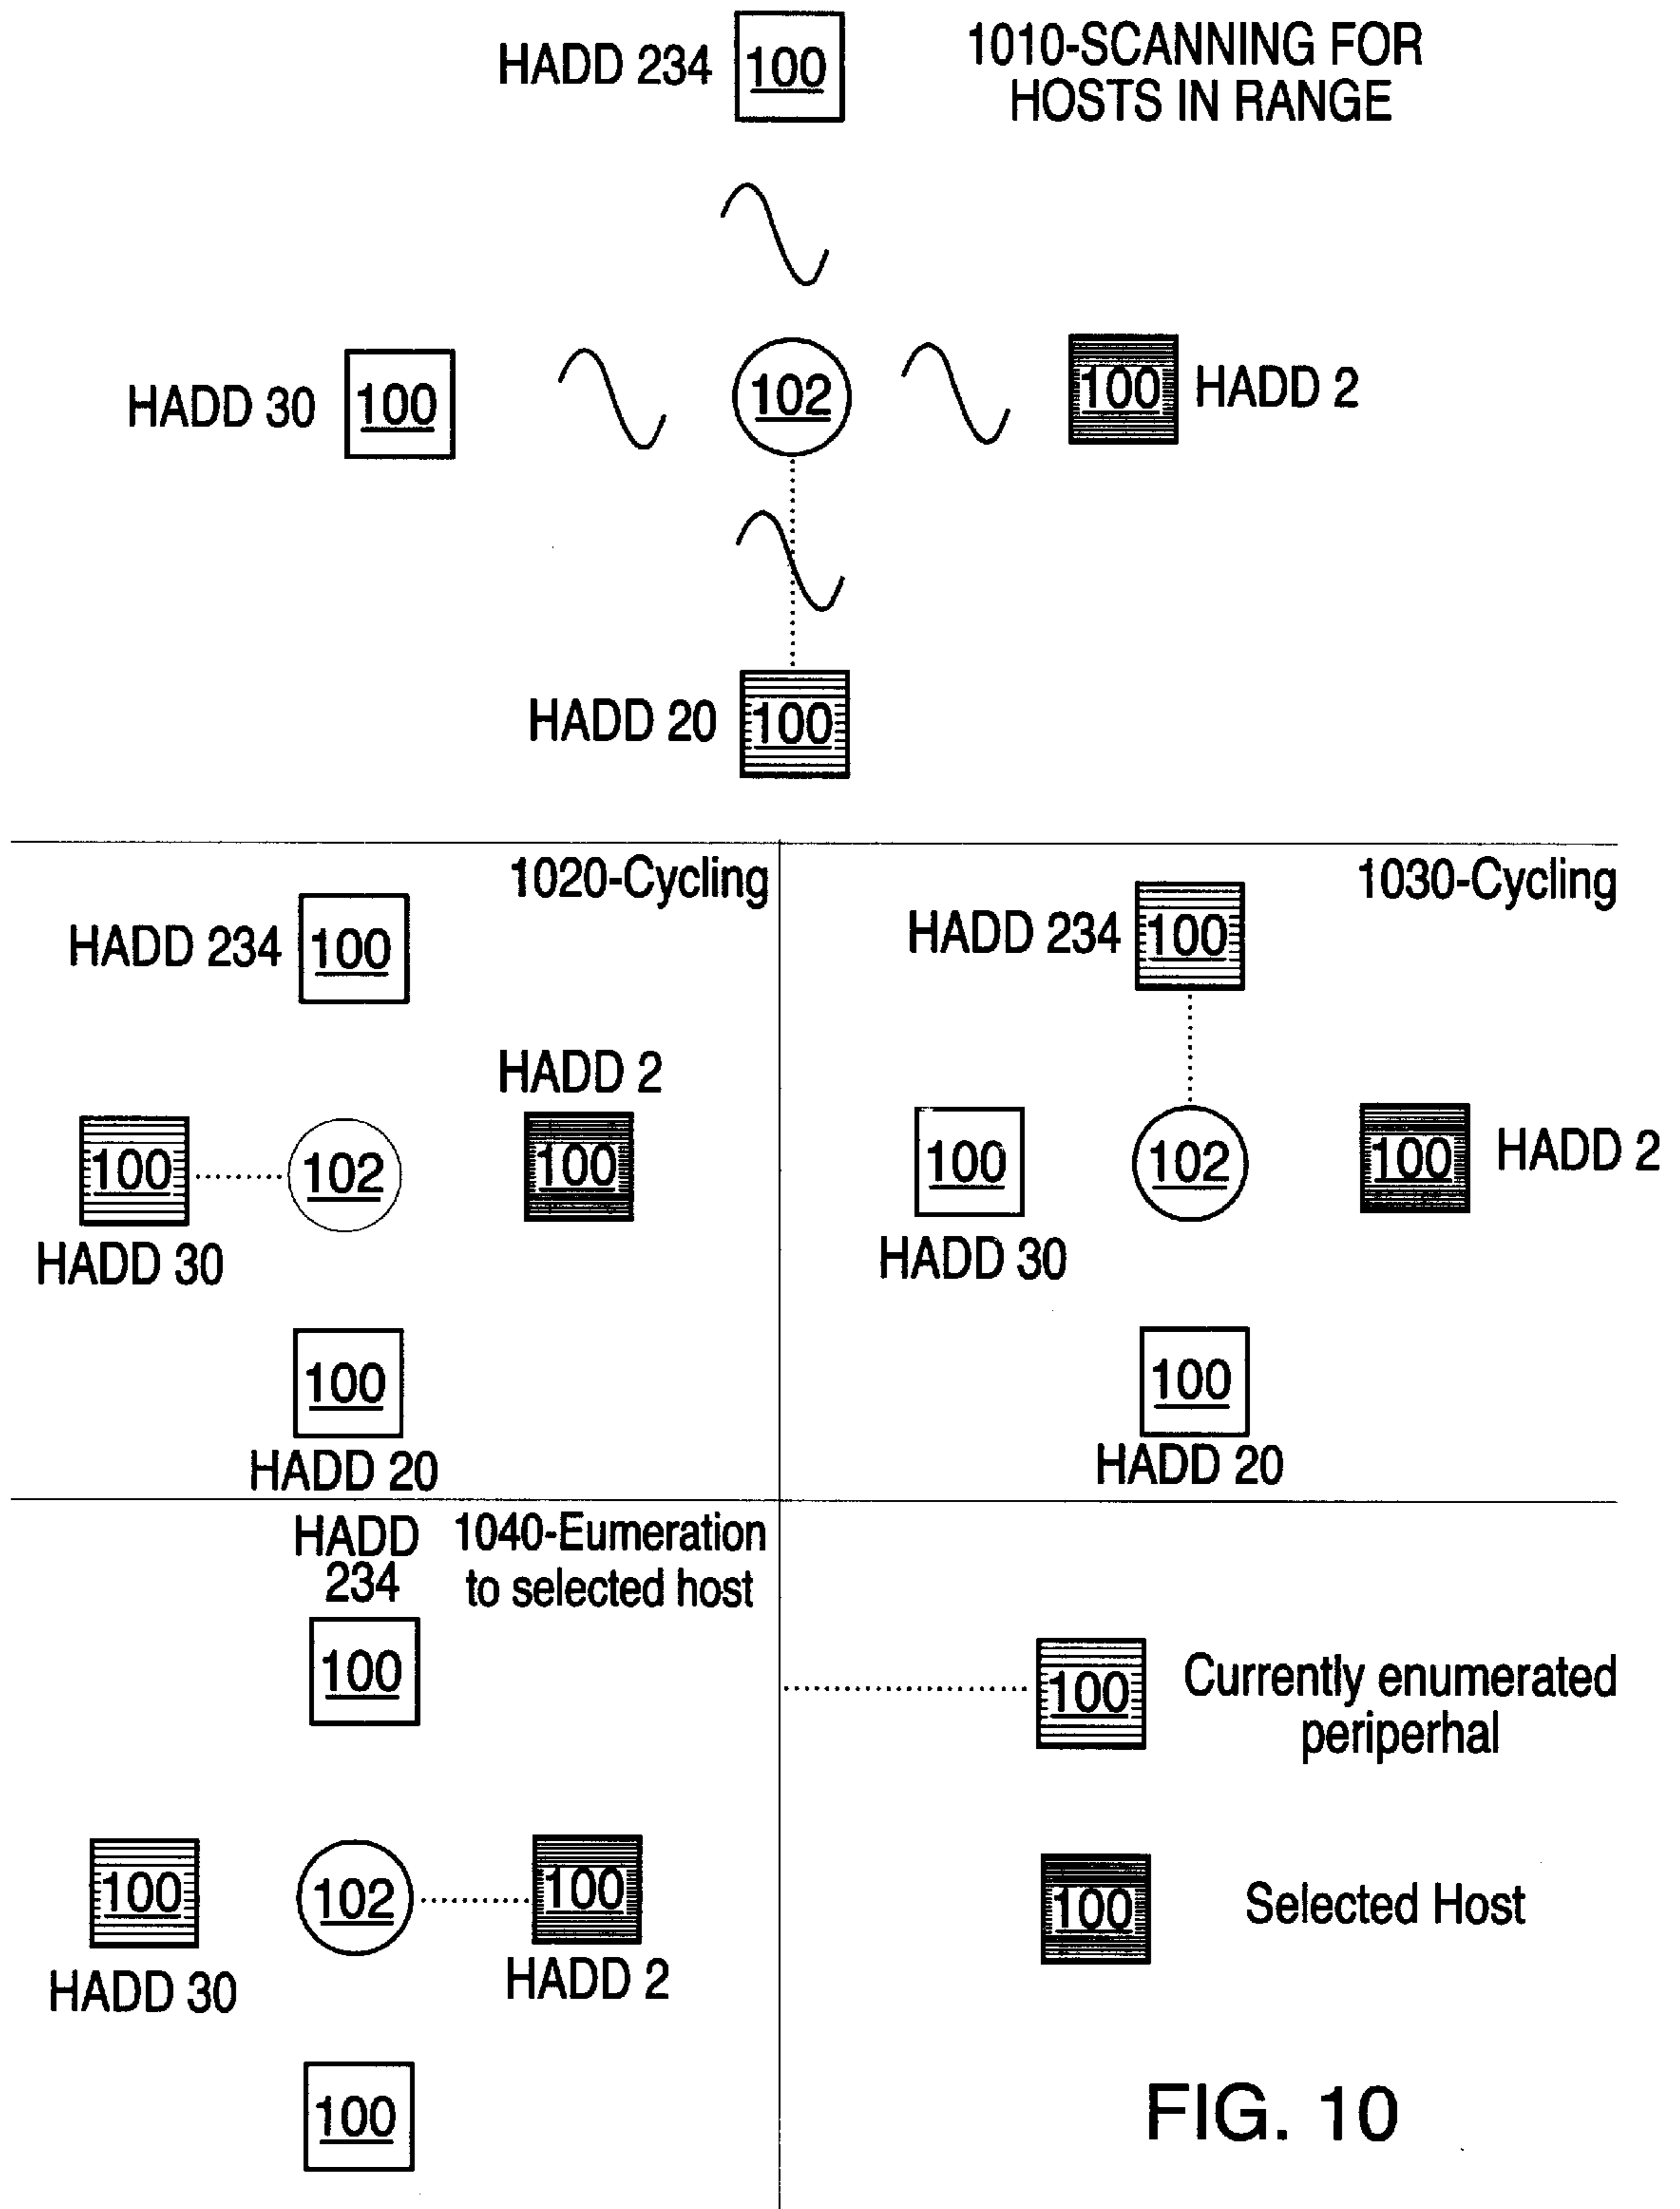 HADD 234 100
1010-SCANNING FOR
HOSTS IN RANGE
HADD 30 100
102
100 HADD 2
HADD 20 100
1020-Cycling
HADD 234 100
HADD 2
100
102
100
HADD 30
100
HADD 20
1030-Cycling
HADD 234 100
100
102
100
HADD 2
HADD 30
100
HADD 20
HADD
234
1040-Eumeration
to selected host
100
100
102
100
HADD 30
HADD 2
100
100
Currently enumerated
periperhal
100
Selected Host
FIG. 10